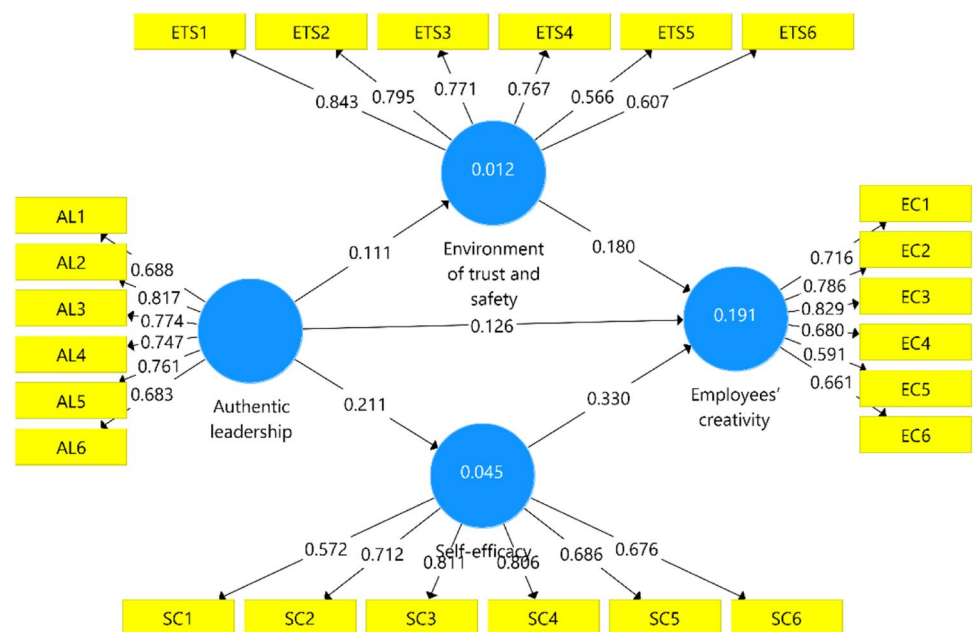 ETS1 ETS2 ETS3 ETS4 ETS5 ETS6
0.843 0.795 0.771 0.767 0.566 0.607
0.012
Environment
of trust and
safety
AL1
AL2
AL3
AL4
AL5
AL6
0.688
0.817
0.774
0.747
0.761
0.683
Authentic
leadership
0.111
0.180
0.126
0.211
0.330
0.191
Employees’
creativity
0.716
0.786
0.829
0.680
0.591
0.661
EC1
EC2
EC3
EC4
EC5
EC6
0.045
Self-efficacy
0.572 0.712 0.811 0.806 0.686 0.676
SC1 SC2 SC3 SC4 SC5 SC6